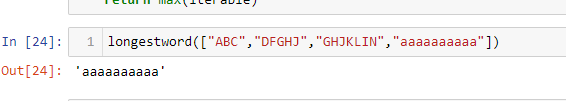 return max(iterable)
In [24]: 1 longestword(["ABC","DFGHJ","GHJKLIN","aaaaaaaaaa"])
Out[24]: 'aaaaaaaaaa'